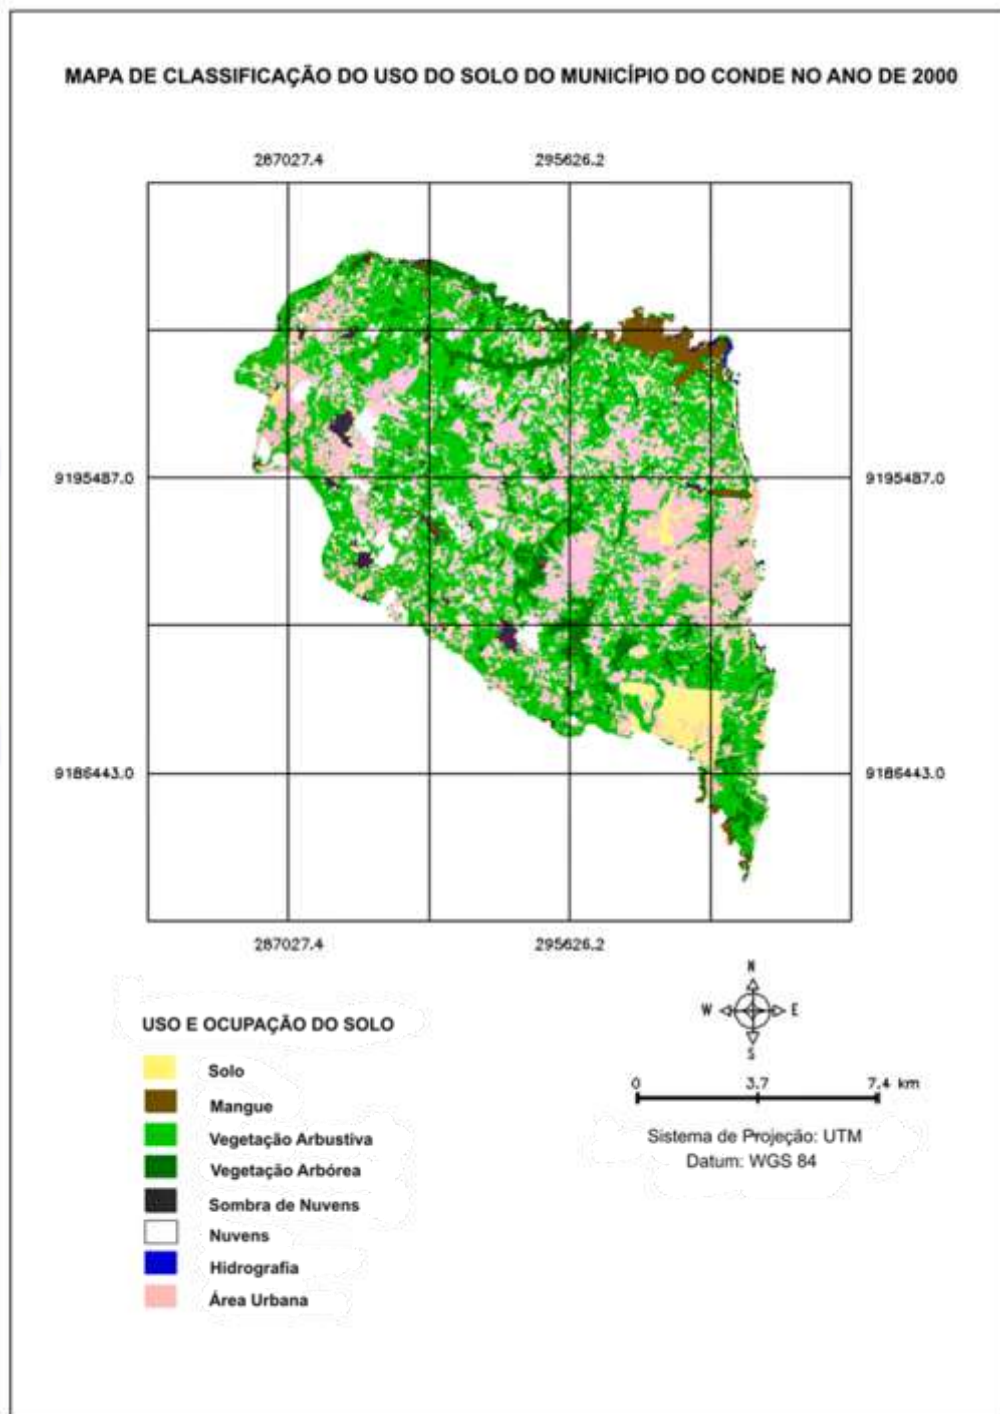 MAPA DE CLASSIFICAÇÃO DO USO DO SOLO DO MUNICÍPIO DO CONDE NO ANO DE 2000
287027.4 295626.2
9195487.0 9195487.0
9186443.0 9186443.0
287027.4 295626.2
N
W E
S
USO E OCUPAÇÃO DO SOLO
Solo
Mangue
Vegetação Arbustiva
Vegetação Arbórea
Sombra de Nuvens
Nuvens
Hidrografia
Área Urbana
0 3.7 7.4 km
Sistema de Projeção: UTM
Datum: WGS 84